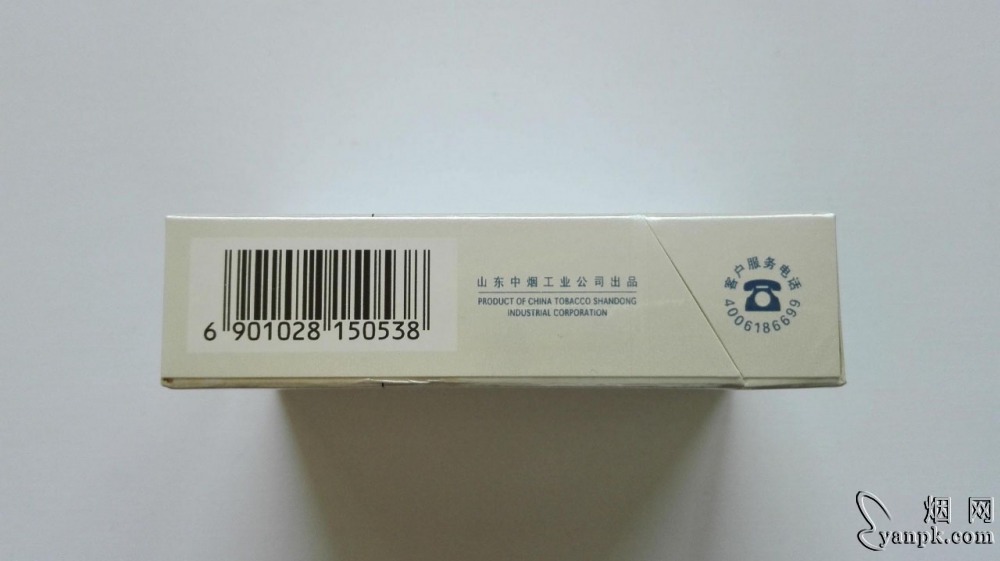 6 901028 150538
山东中烟工业公司出品
PRODUCT OF CHINA TOBACCO SHANDONG
INDUSTRIAL CORPORATION
客户服务电话
4006186699
烟网
yanpk.com